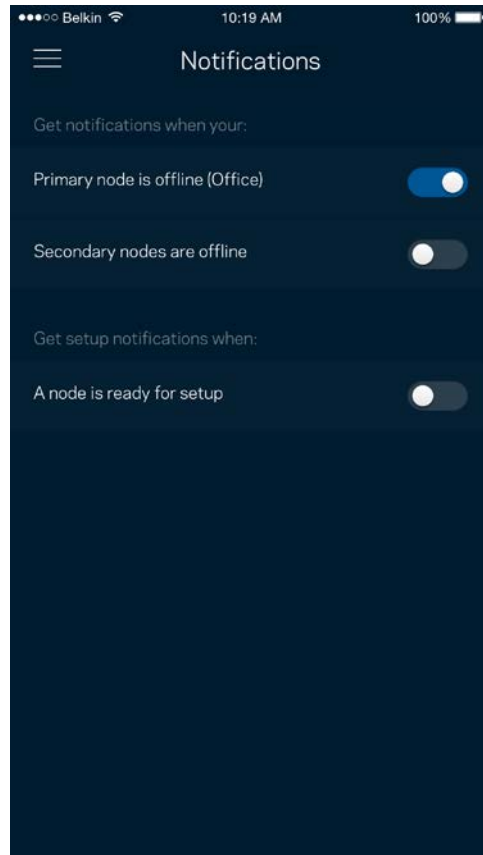 Belkin 10:19 AM 100%
Notifications
Get notifications when your:
Primary node is offline (Office)
Secondary nodes are offline
Get setup notifications when:
A node is ready for setup